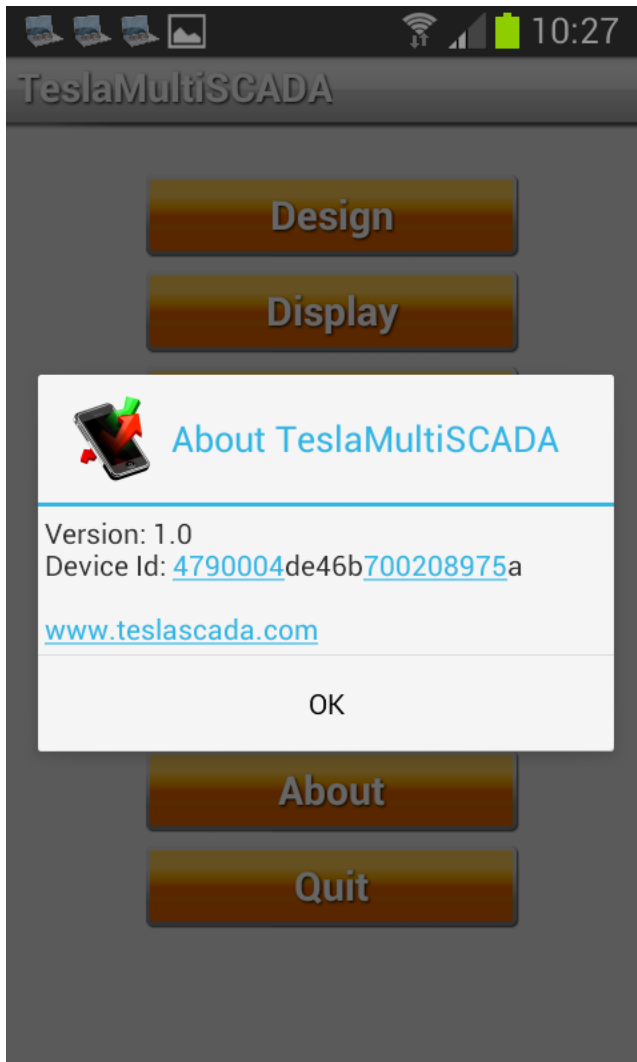 10:27
TeslaMultiSCADA
Design
Display
About TeslaMultiSCADA
Version: 1.0
Device Id: 4790004de46b700208975a
www.teslascada.com
OK
About
Quit